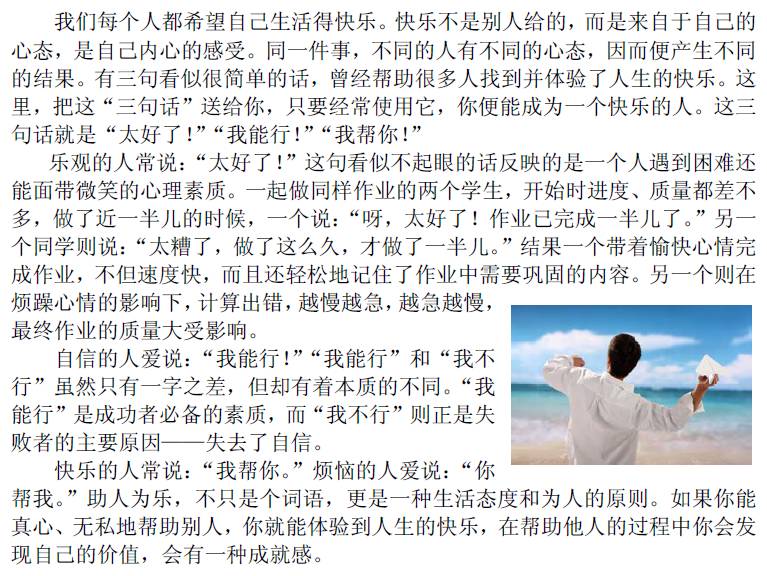 我们每个人都希望自己生活得快乐。快乐不是别人给的，而是来自于自己的
心态，是自己内心的感受。同一件事，不同的人有不同的心态，因而便产生不同
的结果。有三句看似很简单的话，曾经帮助很多人找到并体验了人生的快乐。这
里，把这“三句话”送给你，只要经常使用它，你便能成为一个快乐的人。这三
句话就是“太好了！”“我能行！”“我帮你！”
乐观的人常说：“太好了！”这句看似不起眼的话反映的是一个人遇到困难还
能面带微笑的心理素质。一起做同样作业的两个学生，开始时进度、质量都差不
多，做了近一半儿的时候，一个说：“呀，太好了！作业已完成一半儿了。”另一
个同学则说：“太糟了，做了这么久，才做了一半儿。”结果一个带着愉快心情完
成作业，不但速度快，而且还轻松地记住了作业中需要巩固的内容。另一个则在
烦躁心情的影响下，计算出错，越慢越急，越急越慢，
最终作业的质量大受影响。
自信的人爱说：“我能行！”“我能行”和“我不
行”虽然只有一字之差，但却有着本质的不同。“我
能行”是成功者必备的素质，而“我不行”则正是失
败者的主要原因——失去了自信。
快乐的人常说：“我帮你。”烦恼的人爱说：“你
帮我。”助人为乐，不只是个词语，更是一种生活态度和为人的原则。如果你能
真心、无私地帮助别人，你就能体验到人生的快乐，在帮助他人的过程中你会发
现自己的价值，会有一种成就感。